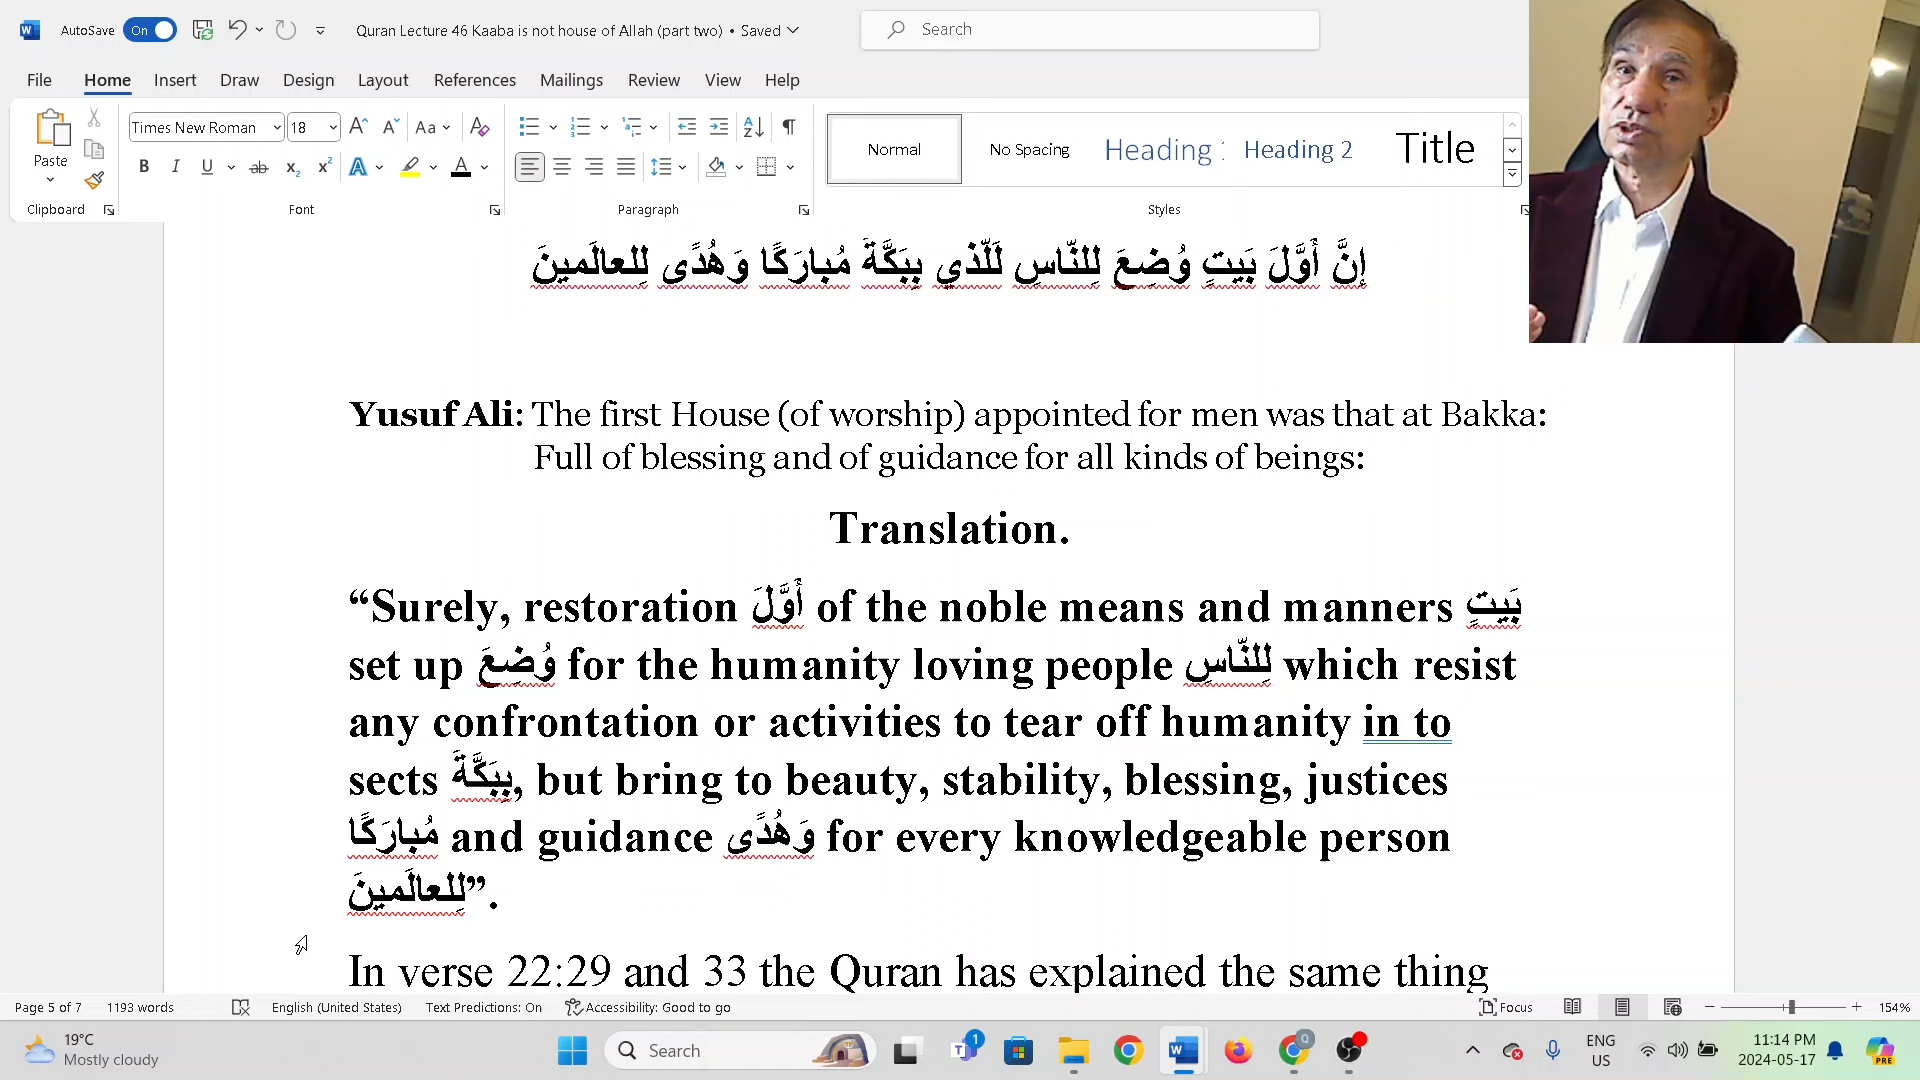 AutoSave On Quran Lecture 46 Kaaba is not house of Allah (part two) • Saved Search
File Home Insert Draw Design Layout References Mailings Review View Help
Paste Times New Roman 18 Aa Normal No Spacing Heading Heading 2 Title
Clipboard Font Paragraph Styles
إِنَّ أَوَّلَ بَيتٍ وُضِعَ لِلنّاسِ لَلَّذي بِبَكَّةَ مُبارَكًا وَهُدًى لِلعالَمينَ
Yusuf Ali: The first House (of worship) appointed for men was that at Bakka:
Full of blessing and of guidance for all kinds of beings:
Translation.
“Surely, restoration أَوَّلَ of the noble means and manners بَيتٍ
set up وُضِعَ for the humanity loving people لِلنّاسِ which resist
any confrontation or activities to tear off humanity in to
sects بِبَكَّةَ, but bring to beauty, stability, blessing, justices
مُبارَكًا and guidance وَهُدًى for every knowledgeable person
لِلعالَمينَ”.
In verse 22:29 and 33 the Quran has explained the same thing
Page 5 of 7 1193 words English (United States) Text Predictions: On Accessibility: Good to go Focus 154%
19°C
Mostly cloudy
Search
1
ENG
US
11:14 PM
2024-05-17
PRE